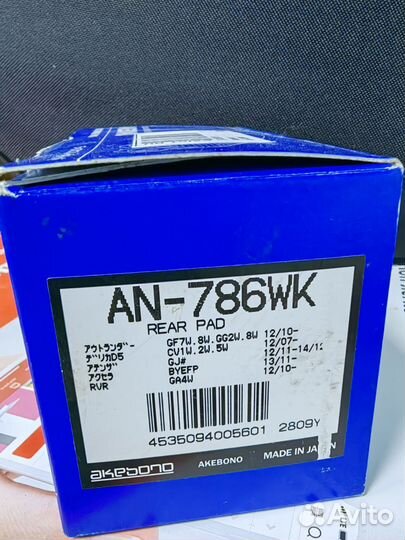 AN-786WK
REAR PAD
アウトランダー GF7W.8W.GG2W.8W 12/10-
デリカD5 CV1W.2W.5W 12/07-
アテンザ GJ# 12/11-14/12
アクセラ BYEFP 13/11-
RVR GA4W 12/10-
4535094005601 2809Y
akebono AKEBONO MADE IN JAPAN
Avito